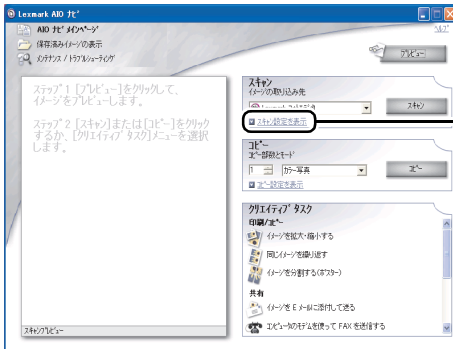 Lexmark AIO ナビ
AIO ナビ メインページ
保存済みイメージの表示
メンテナンス / トラブルシューティング
ヘルプ
プレビュー
ステップ 1 [プレビュー]をクリックして、
イメージをプレビューします。
ステップ 2 [スキャン]または[コピー]をクリック
するか、[クリエイティブ タスク]メニューを選択
します。
スキャンプレビュー
スキャン
イメージの取り込み先
スキャン
スキャン設定を表示
コピー
コピー部数とモード
1
カラー写真
コピー
コピー設定を表示
クリエイティブ タスク
印刷/コピー
イメージを拡大・縮小する
同じイメージを繰り返す
イメージを分割する(ポスター)
共有
イメージを E メールに添付して送る
コンピュータのモデムを使って FAX を送信する